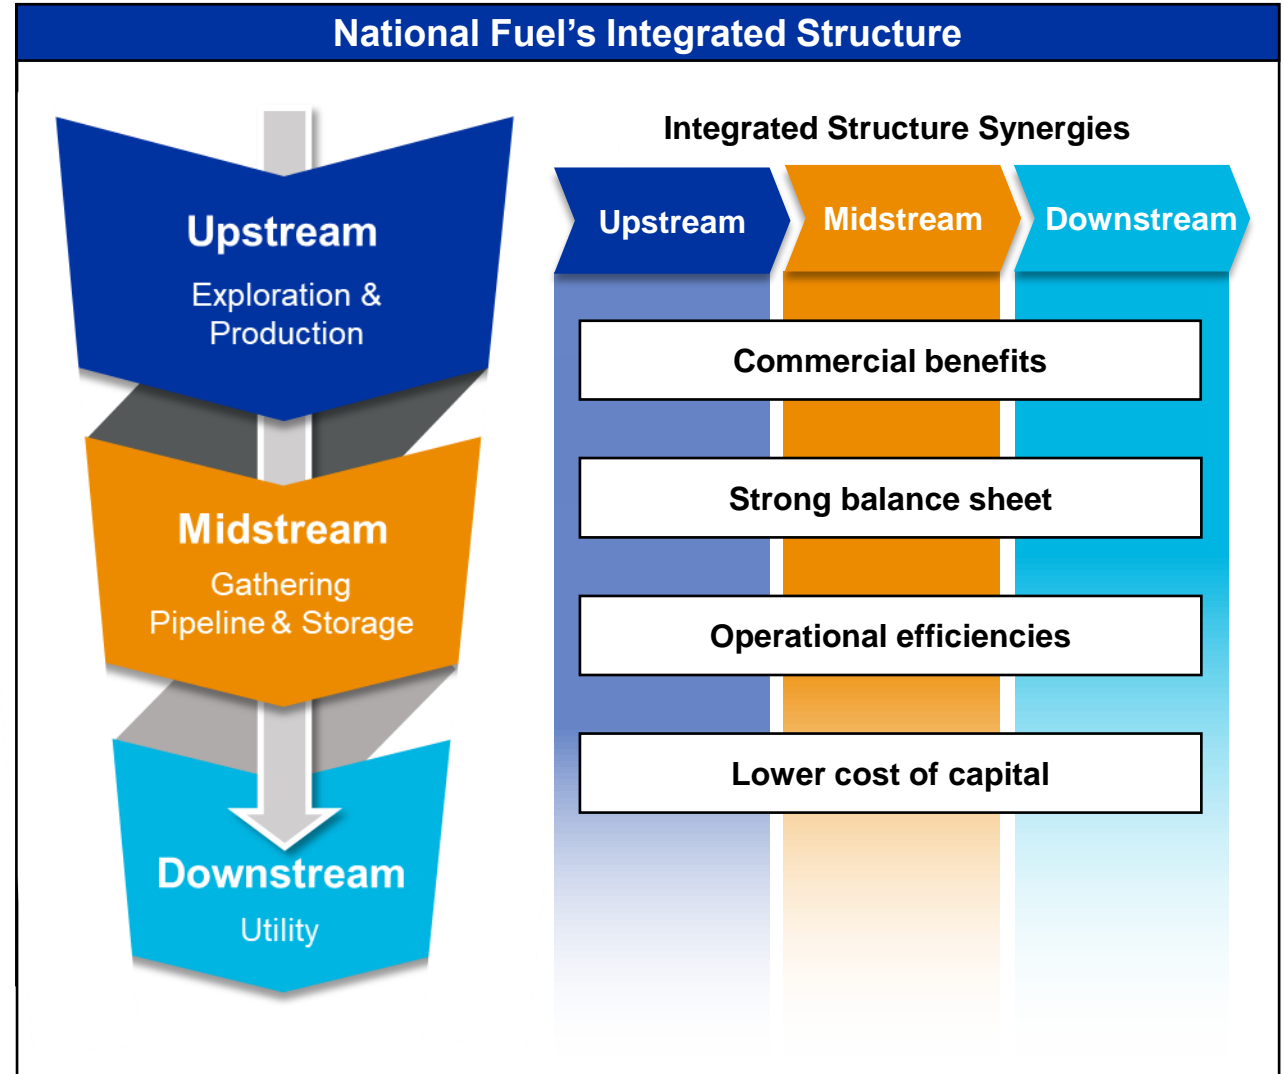 National Fuel’s Integrated Structure
Upstream
Exploration &
Production
Midstream
Gathering
Pipeline & Storage
Downstream
Utility
Integrated Structure Synergies
Upstream
Midstream
Downstream
Commercial benefits
Strong balance sheet
Operational efficiencies
Lower cost of capital